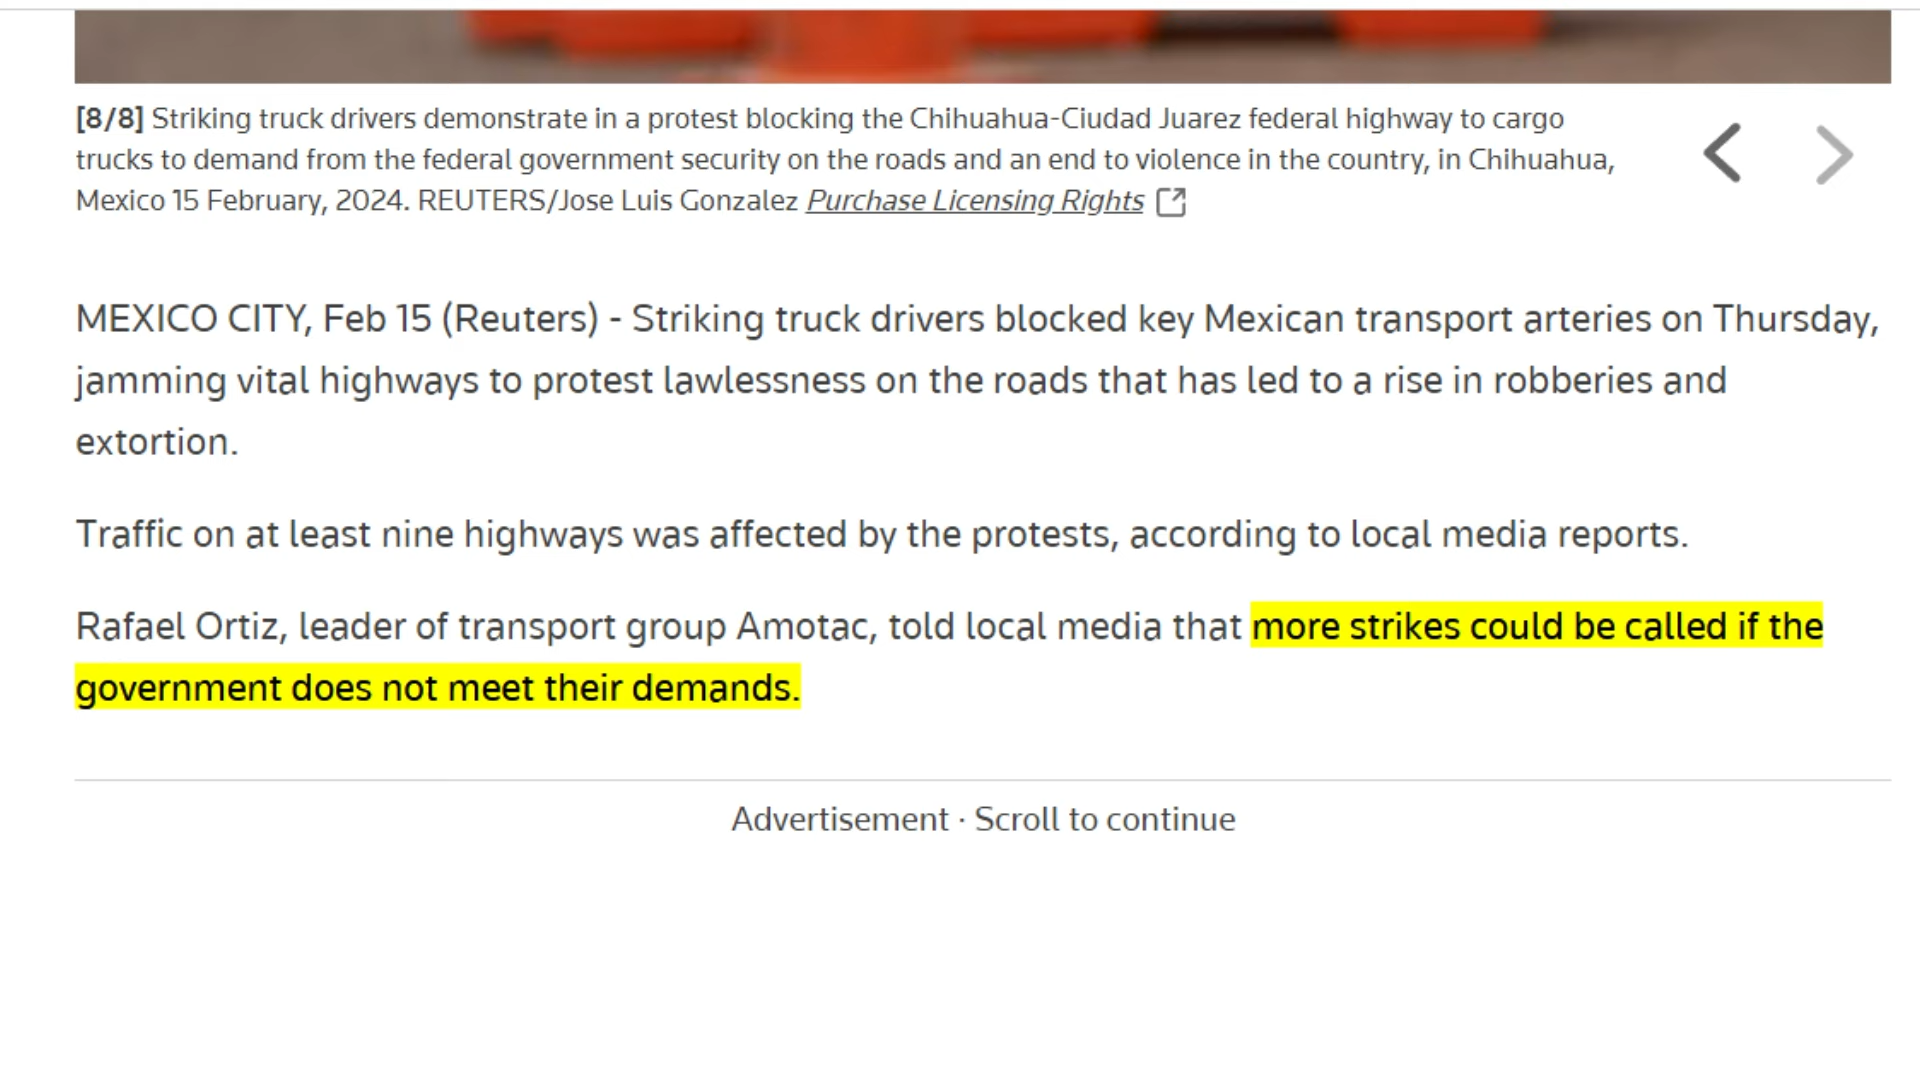 [8/8] Striking truck drivers demonstrate in a protest blocking the Chihuahua-Ciudad Juarez federal highway to cargo
trucks to demand from the federal government security on the roads and an end to violence in the country, in Chihuahua,
Mexico 15 February, 2024. REUTERS/Jose Luis Gonzalez Purchase Licensing Rights
MEXICO CITY, Feb 15 (Reuters) - Striking truck drivers blocked key Mexican transport arteries on Thursday,
jamming vital highways to protest lawlessness on the roads that has led to a rise in robberies and
extortion.
Traffic on at least nine highways was affected by the protests, according to local media reports.
Rafael Ortiz, leader of transport group Amotac, told local media that more strikes could be called if the
government does not meet their demands.
Advertisement · Scroll to continue